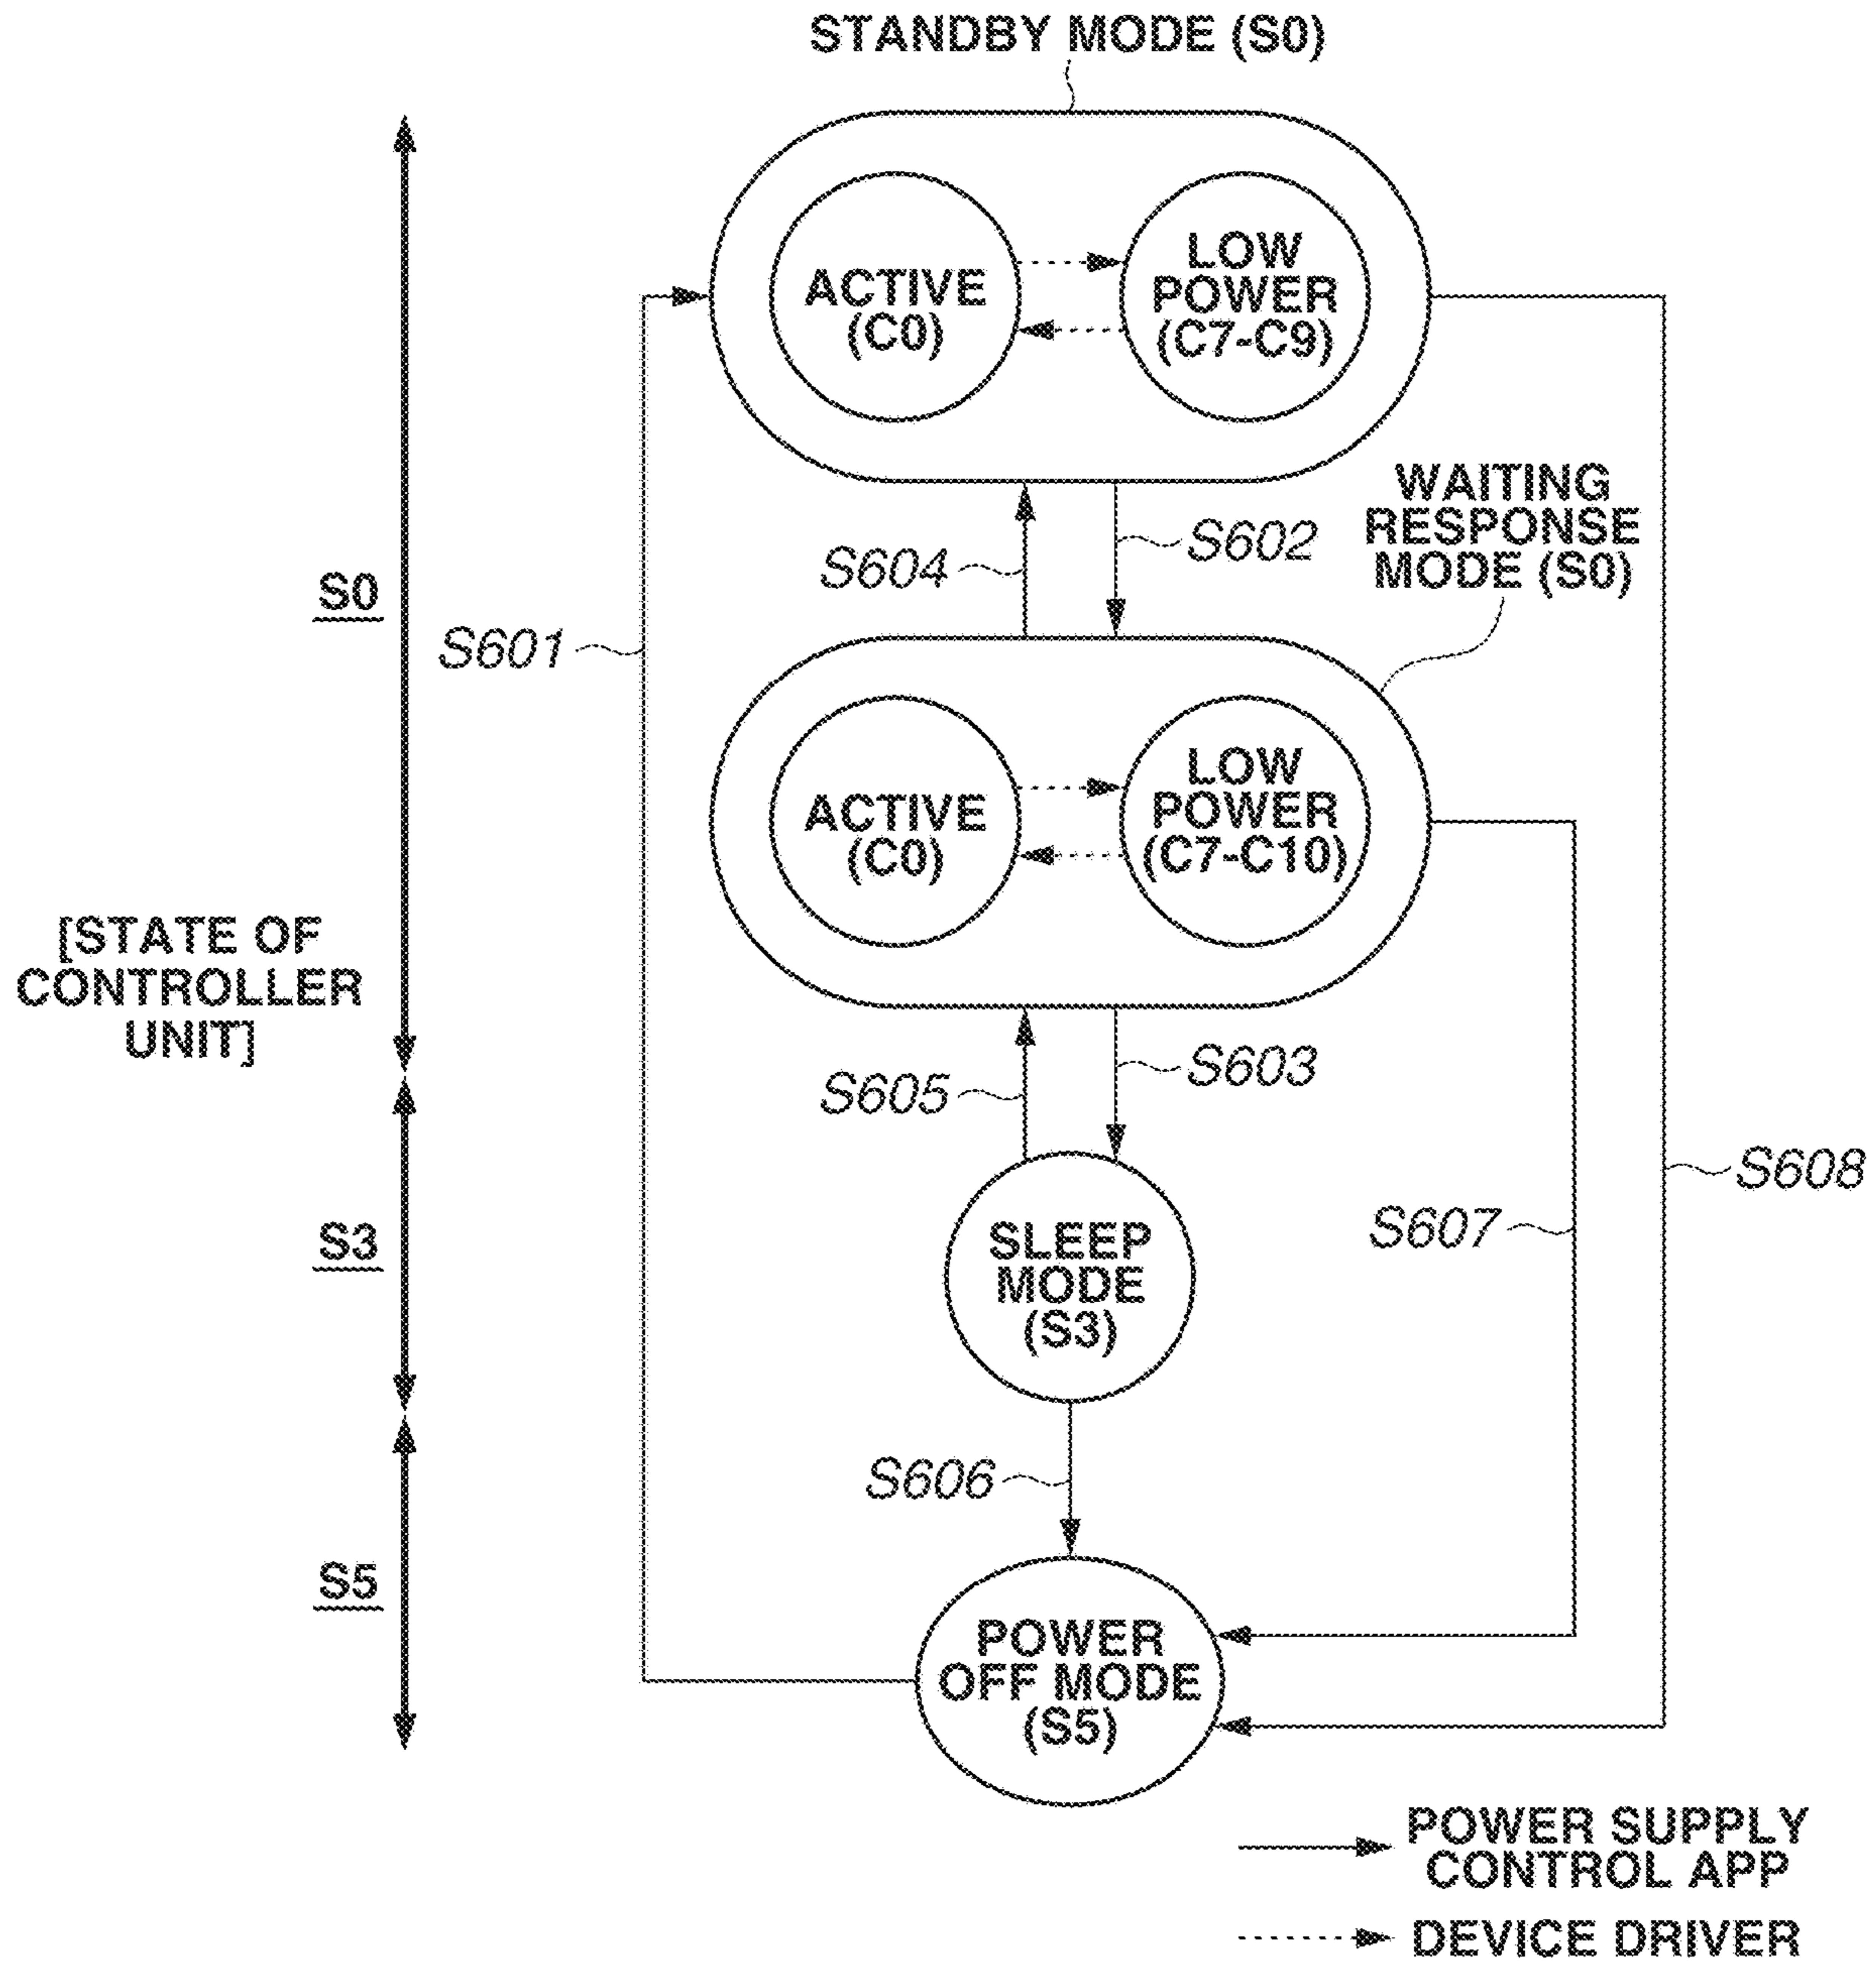 STANDBY MODE (S0)
ACTIVE
(C0)
LOW
POWER
(C7-C9)
WAITING
RESPONSE
MODE (S0)
S604
S602
S0
S601
ACTIVE
(C0)
LOW
POWER
(C7-C10)
[STATE OF
CONTROLLER
UNIT]
S605
S603
S608
S607
S3
SLEEP
MODE
(S3)
S606
S5
POWER
OFF MODE
(S5)
POWER SUPPLY
CONTROL APP
DEVICE DRIVER